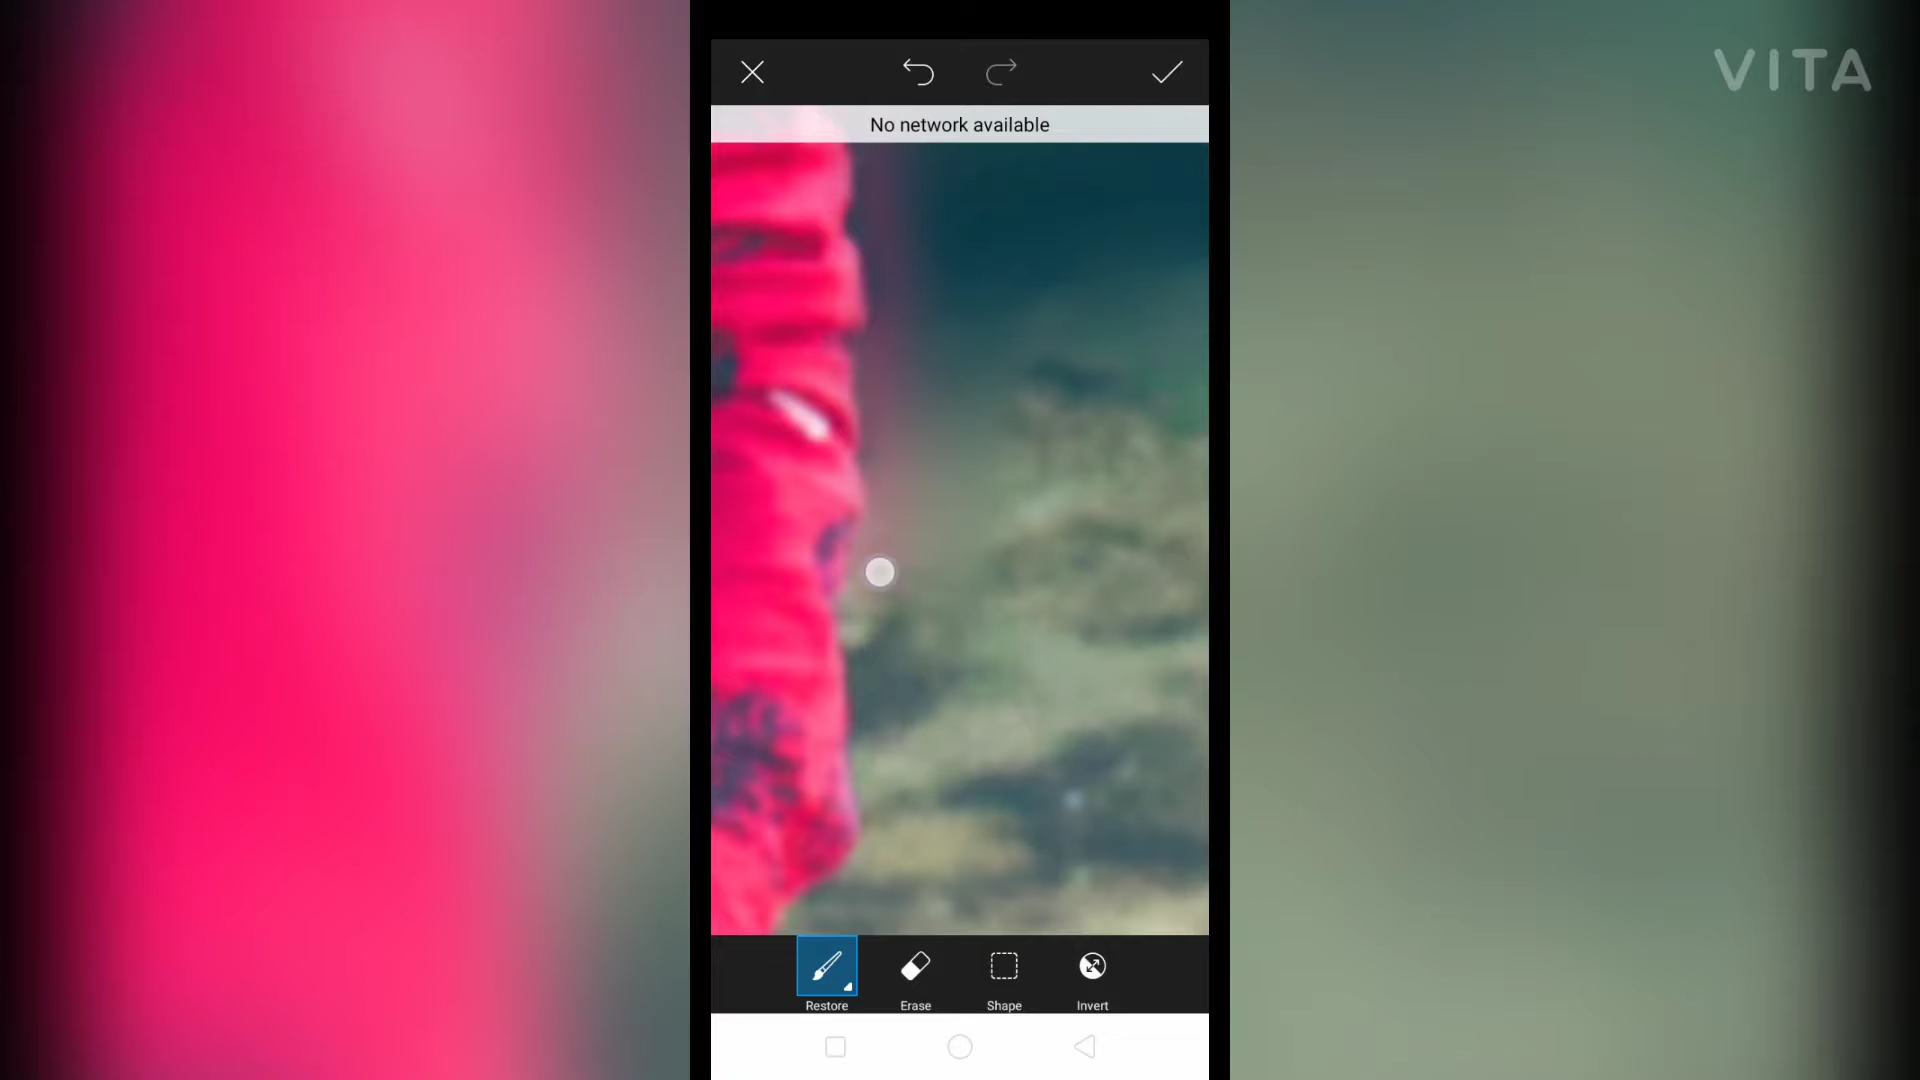 VITA
No network available
Restore
Erase
Shape
Invert